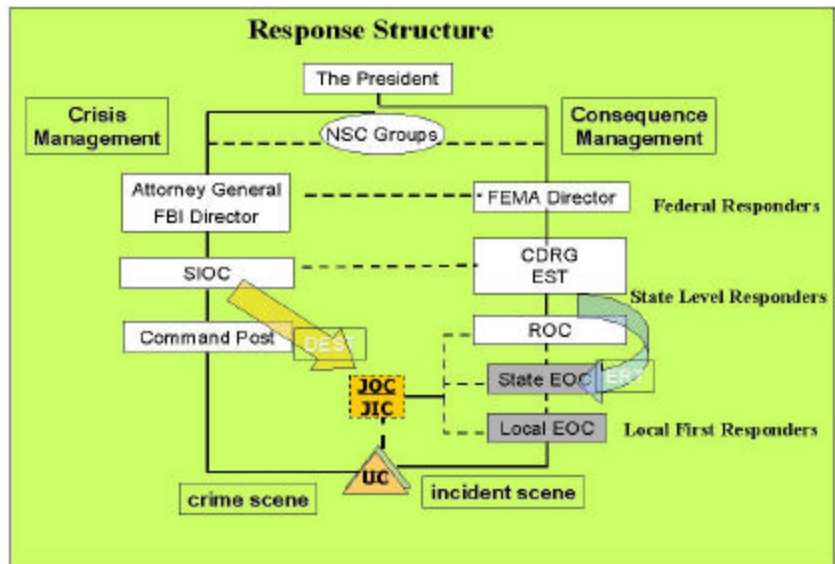 Response Structure
The President
Crisis
Management
NSC Groups
Consequence
Management
Attorney General
FBI Director
FEMA Director
Federal Responders
SIOC
CDRG
EST
State Level Responders
Command Post
DEST
ROC
JOC
JIC
State EOC
ERT
Local EOC
Local First Responders
UC
crime scene
incident scene